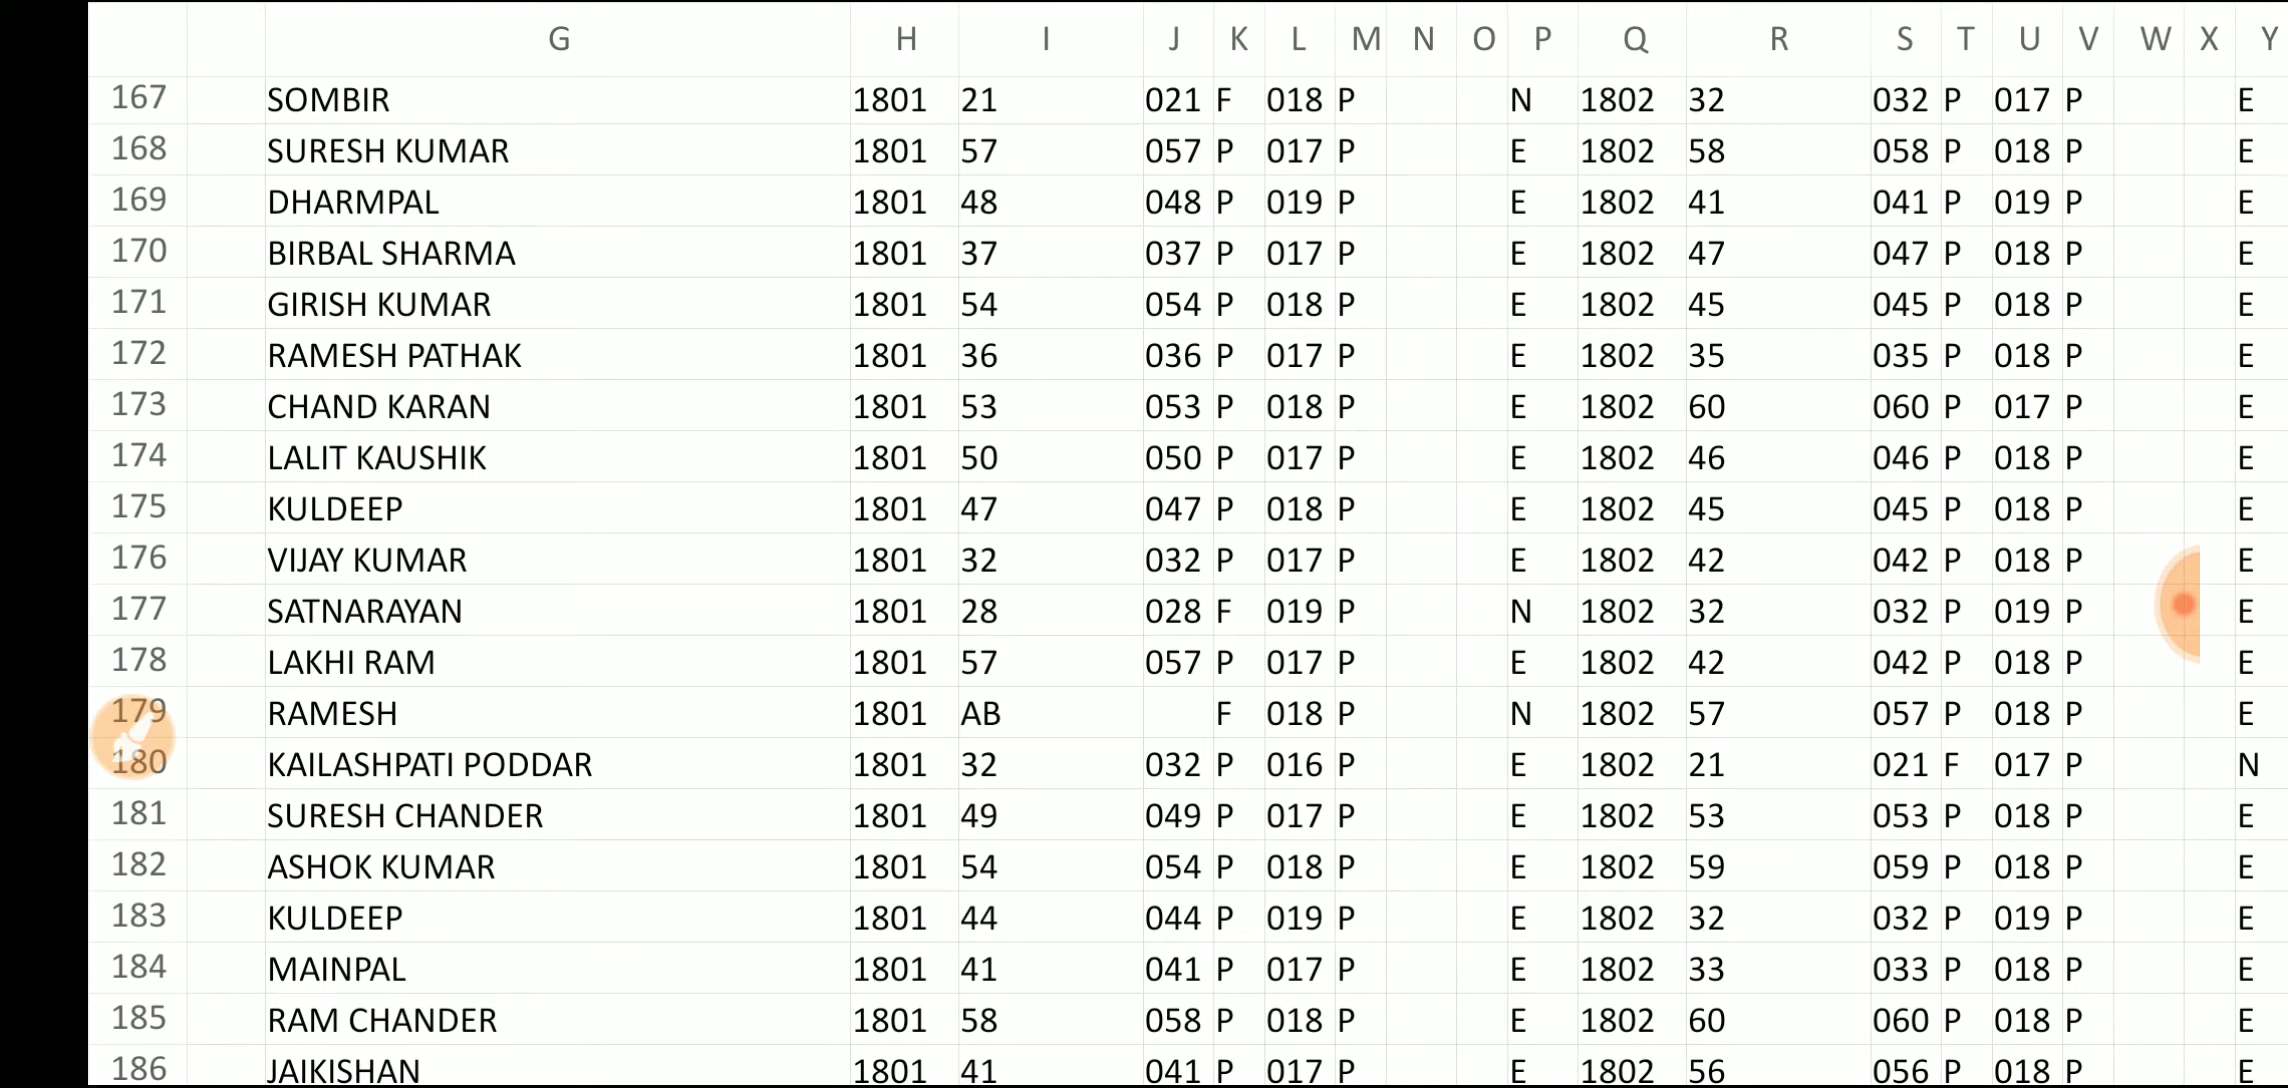 G H I J K L M N O P Q R S T U V W X Y
167 SOMBIR 1801 21 021 F 018 P N 1802 32 032 P 017 P E
168 SURESH KUMAR 1801 57 057 P 017 P E 1802 58 058 P 018 P E
169 DHARMPAL 1801 48 048 P 019 P E 1802 41 041 P 019 P E
170 BIRBAL SHARMA 1801 37 037 P 017 P E 1802 47 047 P 018 P E
171 GIRISH KUMAR 1801 54 054 P 018 P E 1802 45 045 P 018 P E
172 RAMESH PATHAK 1801 36 036 P 017 P E 1802 35 035 P 018 P E
173 CHAND KARAN 1801 53 053 P 018 P E 1802 60 060 P 017 P E
174 LALIT KAUSHIK 1801 50 050 P 017 P E 1802 46 046 P 018 P E
175 KULDEEP 1801 47 047 P 018 P E 1802 45 045 P 018 P E
176 VIJAY KUMAR 1801 32 032 P 017 P E 1802 42 042 P 018 P E
177 SATNARAYAN 1801 28 028 F 019 P N 1802 32 032 P 019 P E
178 LAKHI RAM 1801 57 057 P 017 P E 1802 42 042 P 018 P E
179 RAMESH 1801 AB F 018 P N 1802 57 057 P 018 P E
180 KAILASHPATI PODDAR 1801 32 032 P 016 P E 1802 21 021 F 017 P N
181 SURESH CHANDER 1801 49 049 P 017 P E 1802 53 053 P 018 P E
182 ASHOK KUMAR 1801 54 054 P 018 P E 1802 59 059 P 018 P E
183 KULDEEP 1801 44 044 P 019 P E 1802 32 032 P 019 P E
184 MAINPAL 1801 41 041 P 017 P E 1802 33 033 P 018 P E
185 RAM CHANDER 1801 58 058 P 018 P E 1802 60 060 P 018 P E
186 JAIKISHAN 1801 41 041 P 017 P E 1802 56 056 P 018 P E